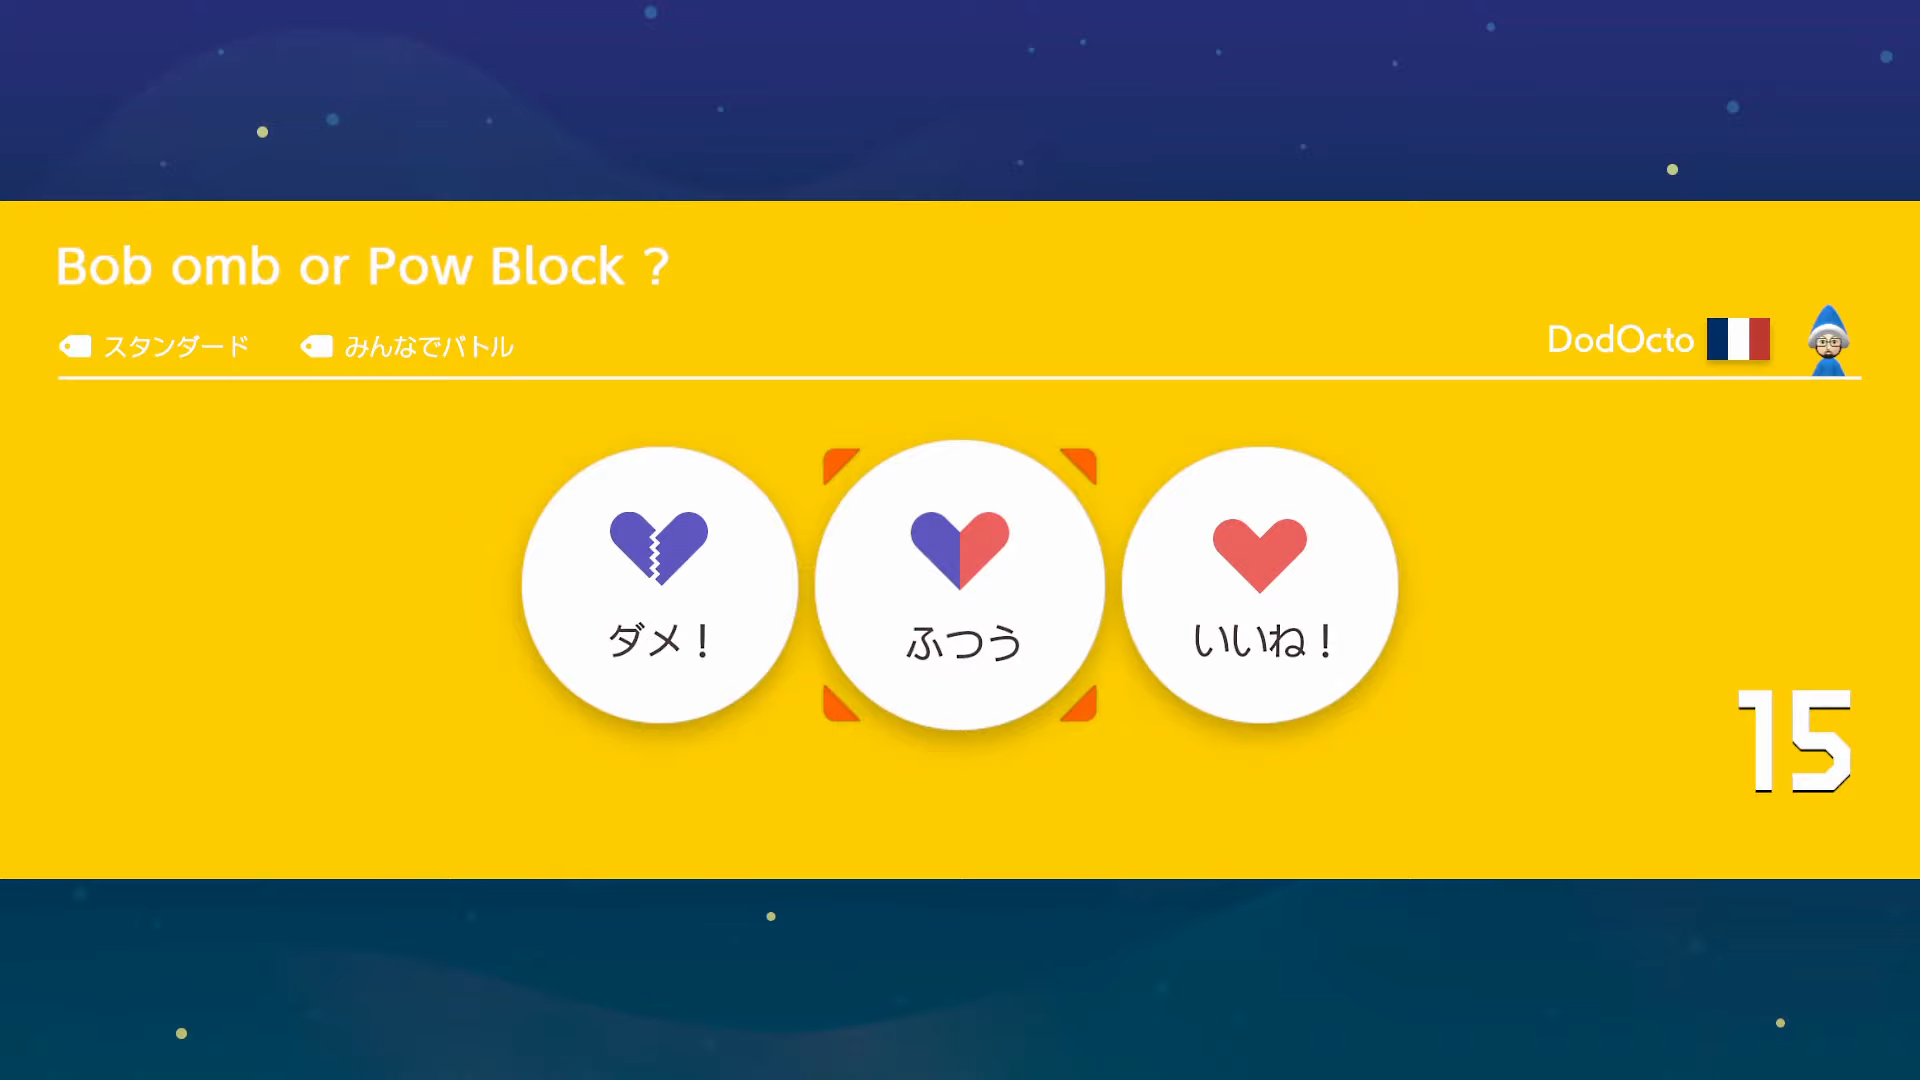 Bob omb or Pow Block ?
スタンダード みんなでバトル
DodOcto
ダメ！
ふつう
いいね！
15